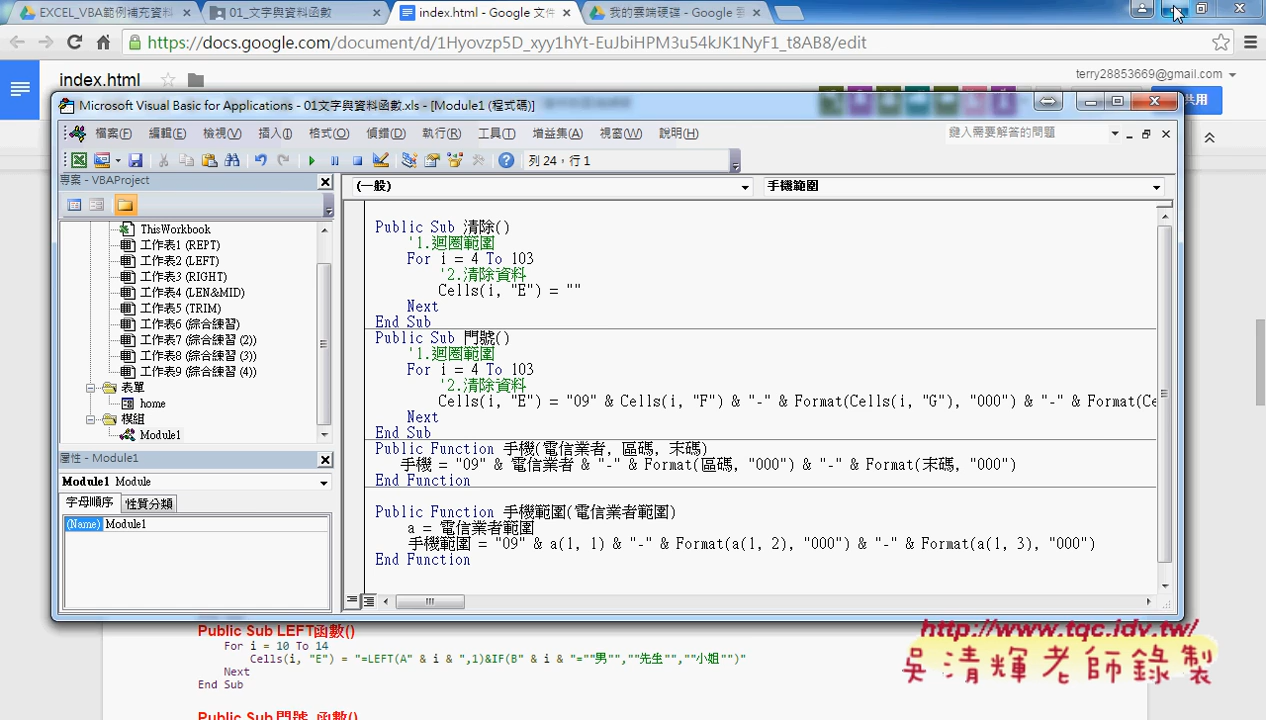 EXCEL_VBA範例補充資料
01_文字與資料函數
index.html - Google 文件
我的雲端硬碟 - Google 雲
https://docs.google.com/document/d/1Hyovzp5D_xyy1hYt-EuJbiHPM3u54kJK1NyF1_t8AB8/edit
index.html
terry28853669@gmail.com
共用
Microsoft Visual Basic for Applications - 01文字與資料函數.xls - [Module1 (程式碼)]
檔案(F) 編輯(E) 檢視(V) 插入(I) 格式(O) 偵錯(D) 執行(R) 工具(T) 增益集(A) 視窗(W) 說明(H)
鍵入需要解答的問題
列 24，行 1
專案 - VBAProject
ThisWorkbook
工作表1 (REPT)
工作表2 (LEFT)
工作表3 (RIGHT)
工作表4 (LEN&MID)
工作表5 (TRIM)
工作表6 (綜合練習)
工作表7 (綜合練習 (2))
工作表8 (綜合練習 (3))
工作表9 (綜合練習 (4))
表單
home
模組
Module1
屬性 - Module1
Module1 Module
字母順序 性質分類
(Name) Module1
(一般)
手機範圍
Public Sub 清除()
'1.迴圈範圍
For i = 4 To 103
'2.清除資料
Cells(i, "E") = ""
Next
End Sub
Public Sub 門號()
'1.迴圈範圍
For i = 4 To 103
'2.清除資料
Cells(i, "E") = "09" & Cells(i, "F") & "-" & Format(Cells(i, "G"), "000") & "-" & Format(Ce
Next
End Sub
Public Function 手機(電信業者, 區碼, 末碼)
手機 = "09" & 電信業者 & "-" & Format(區碼, "000") & "-" & Format(末碼, "000")
End Function
Public Function 手機範圍(電信業者範圍)
a = 電信業者範圍
手機範圍 = "09" & a(1, 1) & "-" & Format(a(1, 2), "000") & "-" & Format(a(1, 3), "000")
End Function
Public Sub LEFT函數()
For i = 10 To 14
Cells(i, "E") = "=LEFT(A" & i & ",1)&IF(B" & i & "=""男"",""先生"",""小姐"")"
Next
End Sub
Public Sub 門號_函數()
http://www.tqc.idv.tw/
吳清輝老師錄製